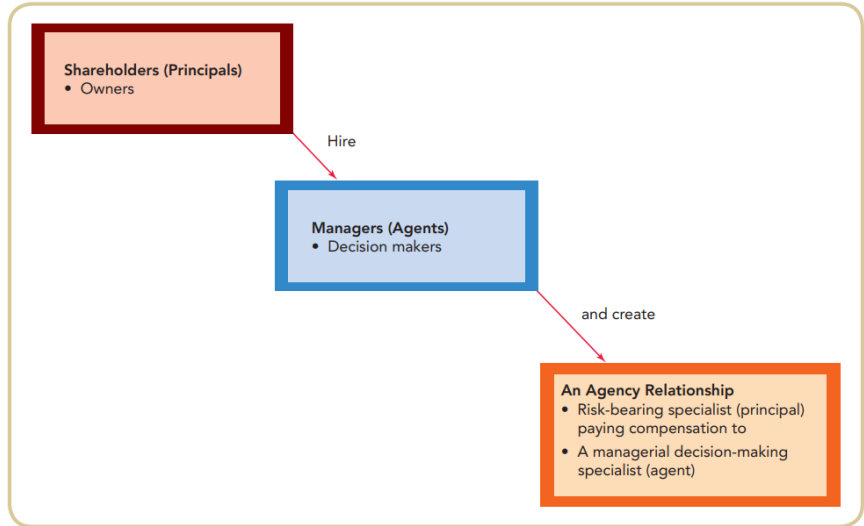 Shareholders (Principals)
• Owners
Hire
Managers (Agents)
• Decision makers
and create
An Agency Relationship
• Risk-bearing specialist (principal)
paying compensation to
• A managerial decision-making
specialist (agent)